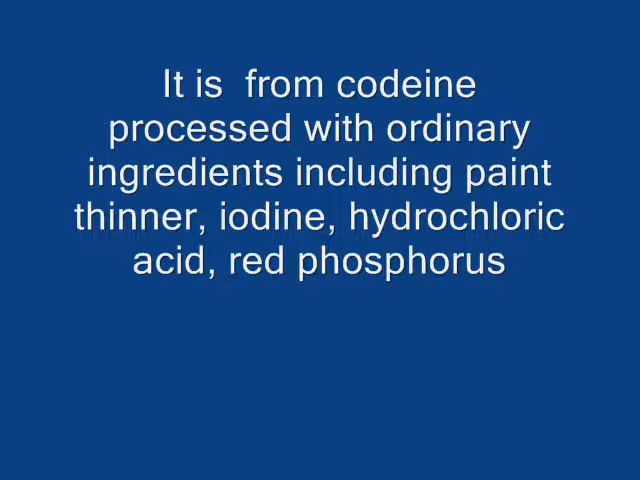 It is  from codeine
processed with ordinary
ingredients including paint
thinner, iodine, hydrochloric
acid, red phosphorus